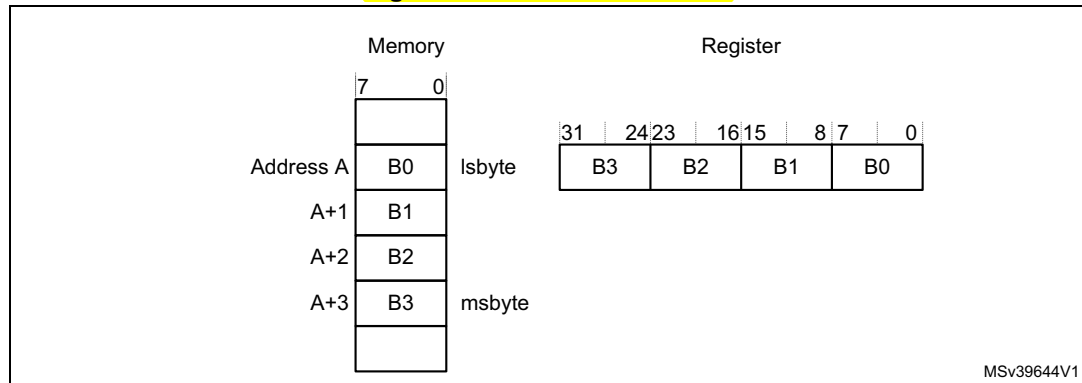 Memory
Register
7 0
31 24 23 16 15 8 7 0
Address A B0 lsbyte
B3 B2 B1 B0
A+1 B1
A+2 B2
A+3 B3 msbyte
MSv39644V1